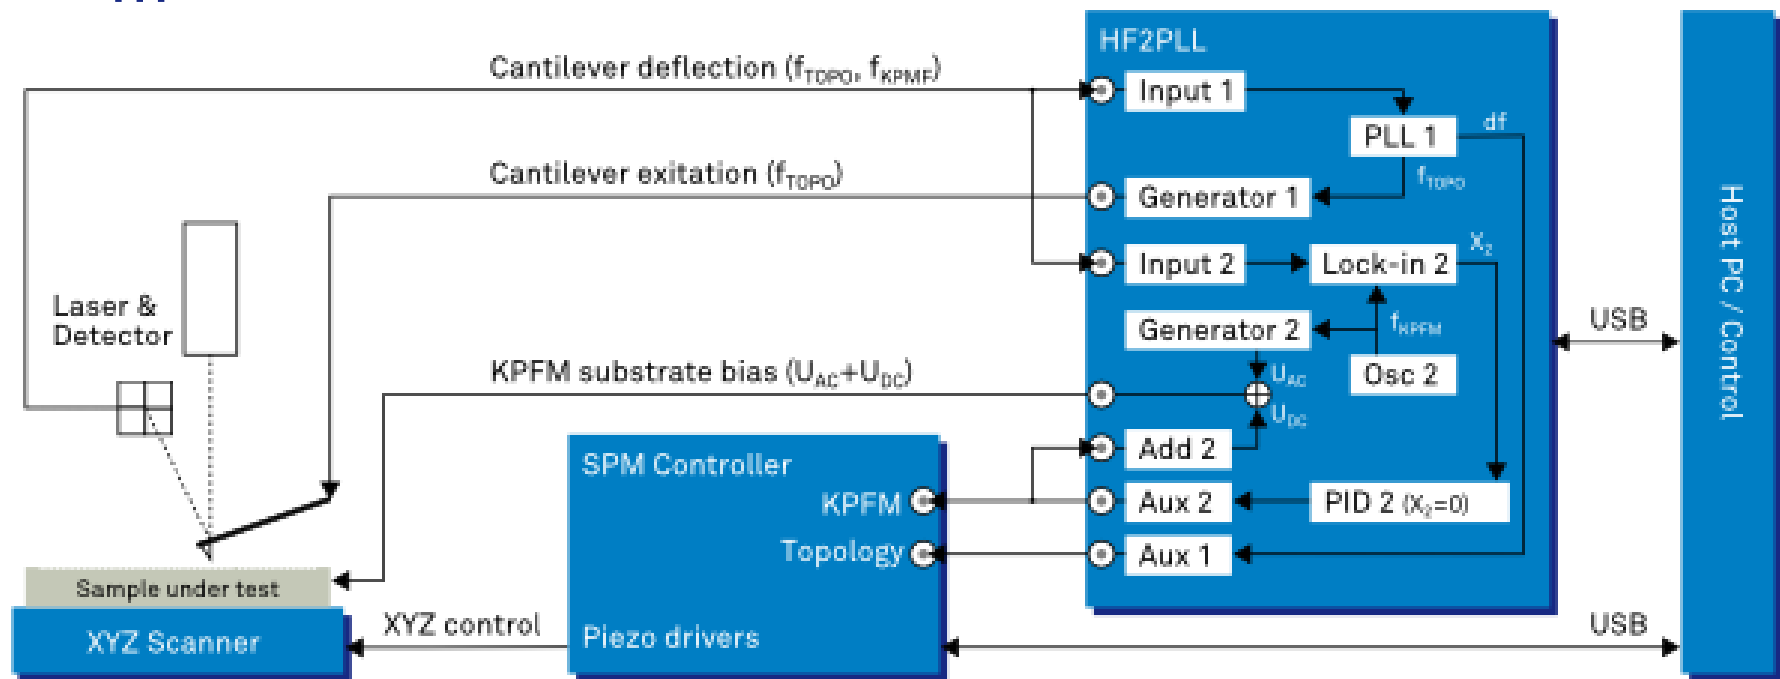 HF2PLL
Cantilever deflection (fTOPO, fKPMF)
Input 1
PLL 1
df
Cantilever exitation (fTOPO)
fTOPO
Generator 1
X2
Input 2
Lock-in 2
Host PC / Control
Laser &
Detector
USB
Generator 2
fKPFM
KPFM substrate bias (UAC+UDC)
UAC
Osc 2
UDC
SPM Controller
Add 2
KPFM
Aux 2
PID 2 (X2=0)
Topology
Aux 1
Sample under test
XYZ control
Piezo drivers
USB
XYZ Scanner